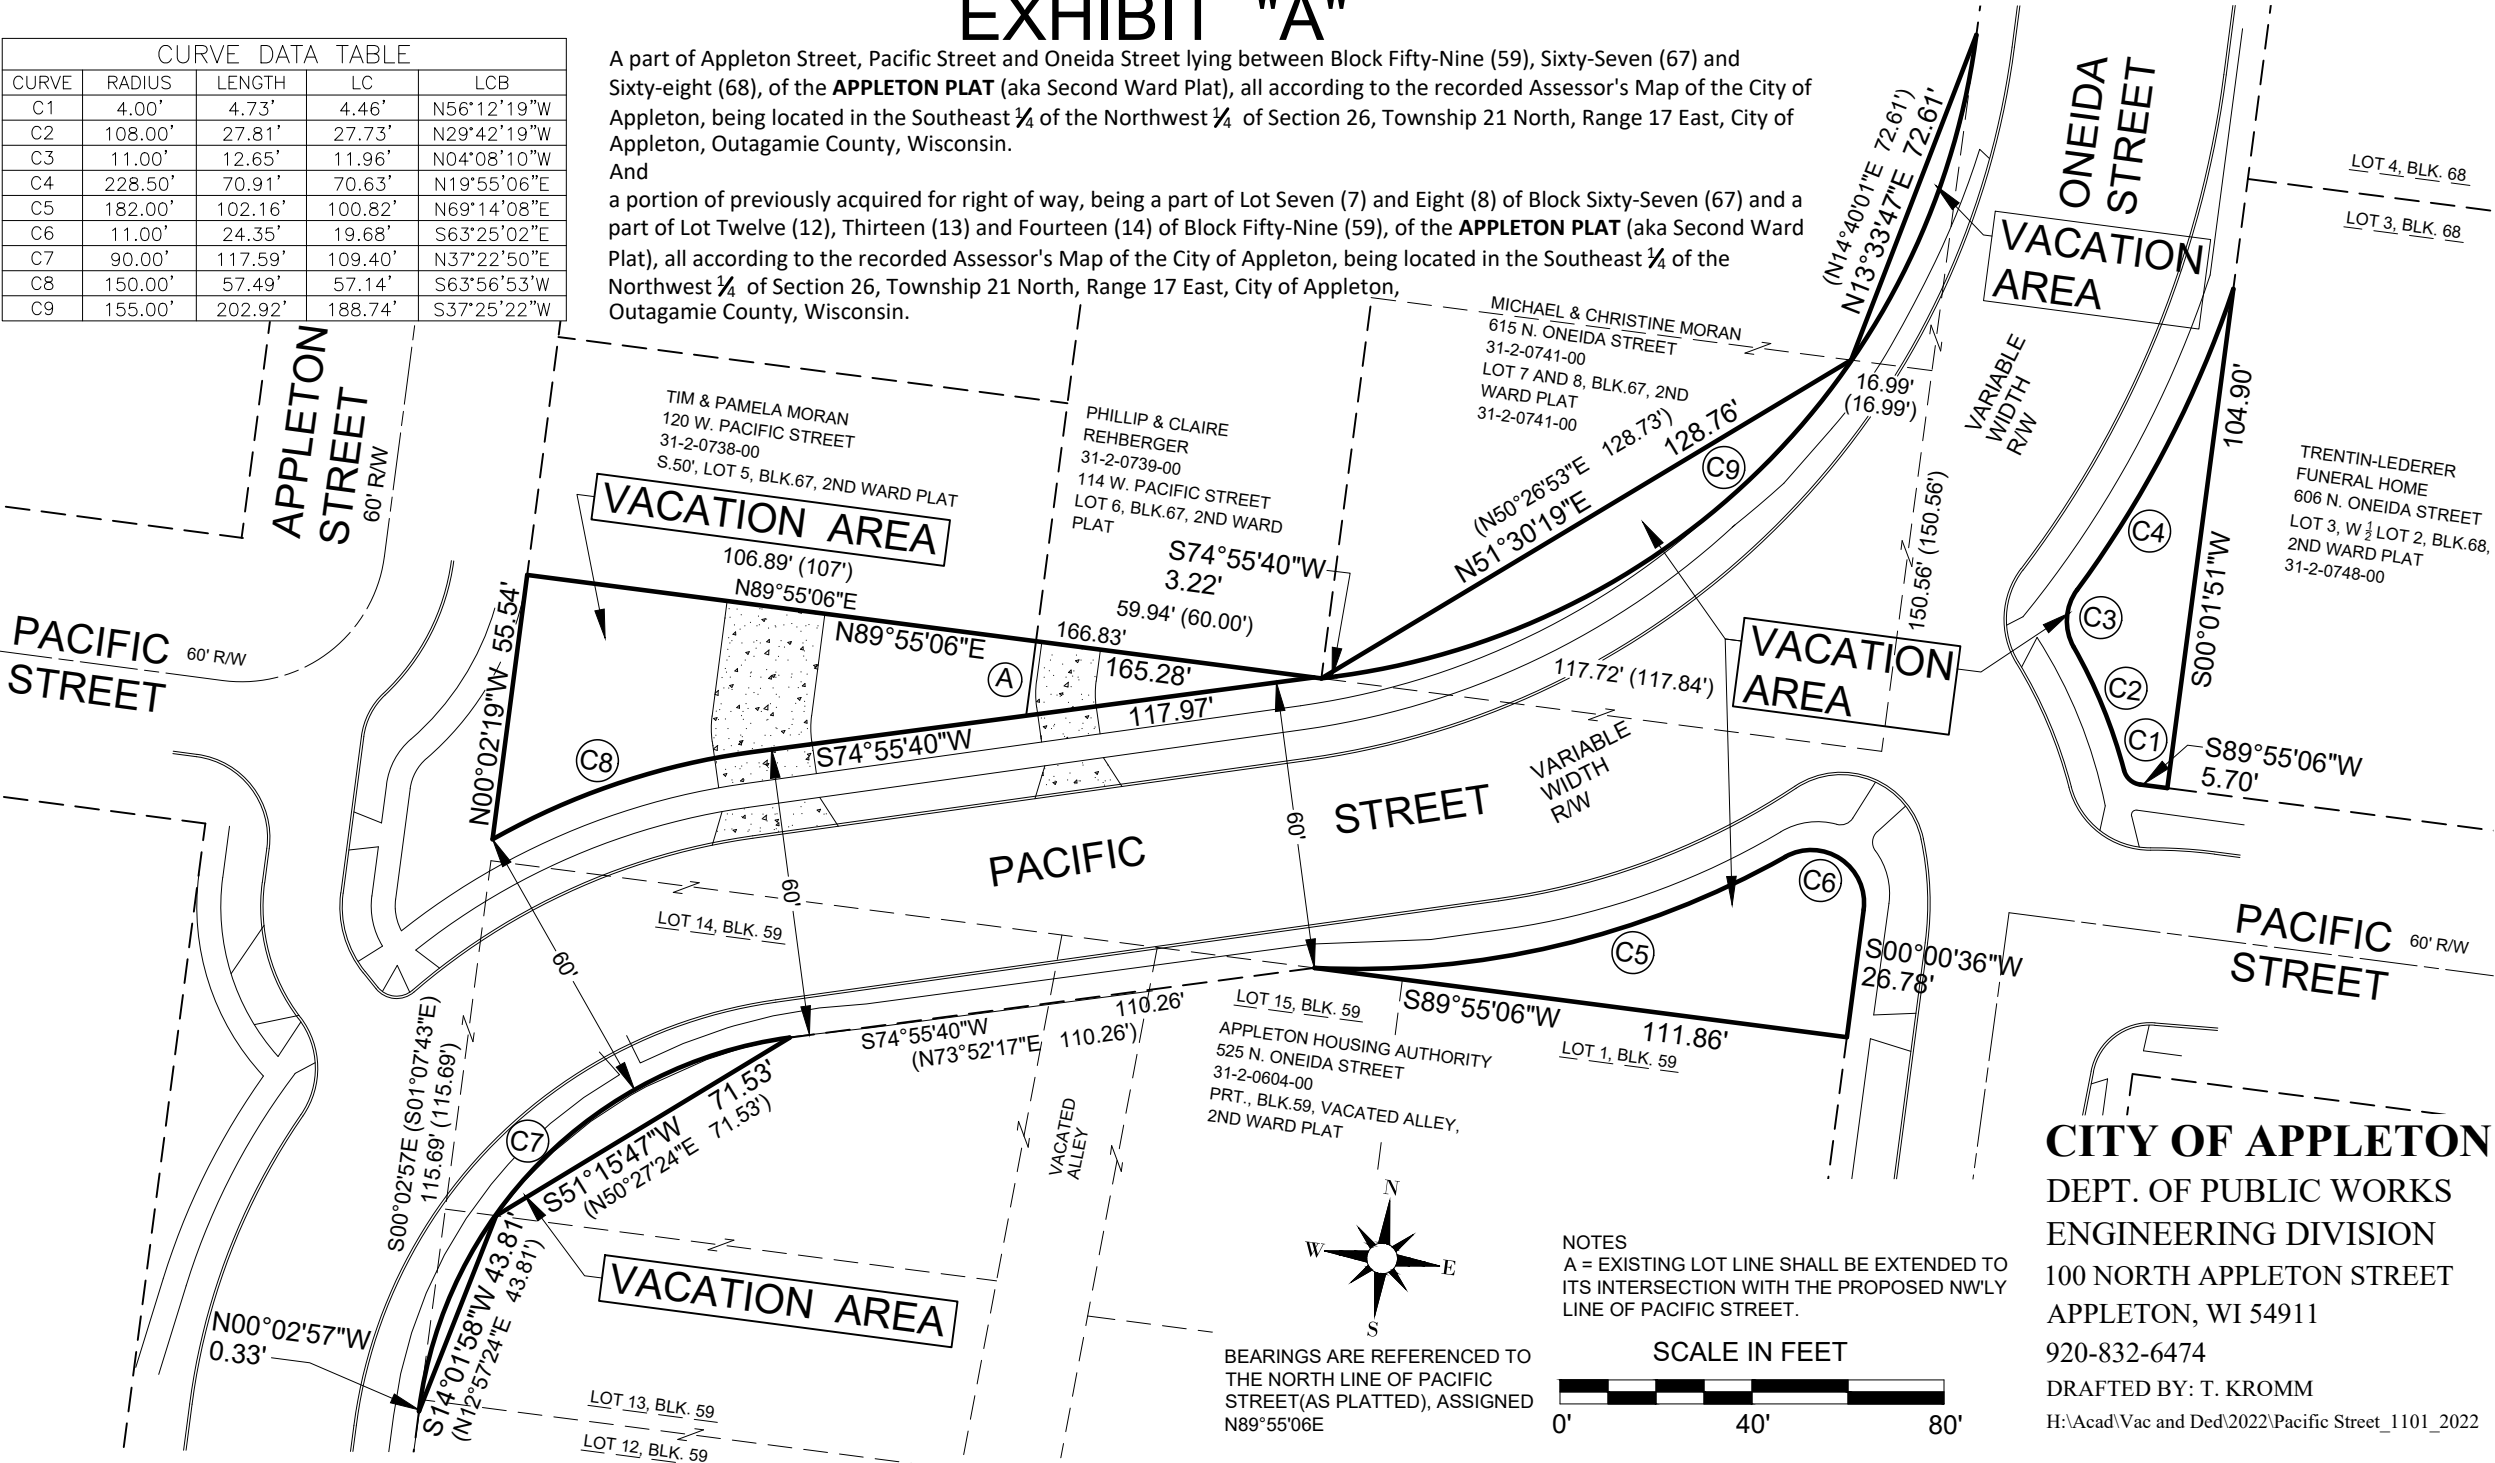 EXHIBIT "A"
CURVE DATA TABLE
CURVE RADIUS LENGTH LC LCB
C1 4.00' 4.73' 4.46' N56°12'19"W
C2 108.00' 27.81' 27.73' N29°42'19"W
C3 11.00' 12.65' 11.96' N04°08'10"W
C4 228.50' 70.91' 70.63' N19°55'06"E
C5 182.00' 102.16' 100.82' N69°14'08"E
C6 11.00' 24.35' 19.68' S63°25'02"E
C7 90.00' 117.59' 109.40' N37°22'50"E
C8 150.00' 57.49' 57.14' S63°56'53"W
C9 155.00' 202.92' 188.74' S37°25'22"W
A part of Appleton Street, Pacific Street and Oneida Street lying between Block Fifty-Nine (59), Sixty-Seven (67) and
Sixty-eight (68), of the APPLETON PLAT (aka Second Ward Plat), all according to the recorded Assessor's Map of the City of
Appleton, being located in the Southeast ¼ of the Northwest ¼ of Section 26, Township 21 North, Range 17 East, City of
Appleton, Outagamie County, Wisconsin.
And
a portion of previously acquired for right of way, being a part of Lot Seven (7) and Eight (8) of Block Sixty-Seven (67) and a
part of Lot Twelve (12), Thirteen (13) and Fourteen (14) of Block Fifty-Nine (59), of the APPLETON PLAT (aka Second Ward
Plat), all according to the recorded Assessor's Map of the City of Appleton, being located in the Southeast ¼ of the
Northwest ¼ of Section 26, Township 21 North, Range 17 East, City of Appleton,
Outagamie County, Wisconsin.
ONEIDA
STREET
LOT 4, BLK. 68
LOT 3, BLK. 68
(N14°40'01"E 72.61')
N13°33'47"E 72.61'
VACATION
AREA
APPLETON
STREET
60' R/W
TIM & PAMELA MORAN
120 W. PACIFIC STREET
31-2-0738-00
S.50', LOT 5, BLK.67, 2ND WARD PLAT
VACATION AREA
106.89' (107')
N89°55'06"E
PHILLIP & CLAIRE
REHBERGER
31-2-0739-00
114 W. PACIFIC STREET
LOT 6, BLK.67, 2ND WARD
PLAT
MICHAEL & CHRISTINE MORAN
615 N. ONEIDA STREET
31-2-0741-00
LOT 7 AND 8, BLK.67, 2ND
WARD PLAT
31-2-0741-00
16.99'
(16.99')
VARIABLE
WIDTH
R/W
104.90'
S00°01'51"W
TRENTIN-LEDERER
FUNERAL HOME
606 N. ONEIDA STREET
LOT 3, W ½ LOT 2, BLK.68,
2ND WARD PLAT
31-2-0748-00
(N50°26'53"E 128.73')
N51°30'19"E 128.76'
C9
S74°55'40"W
3.22'
59.94' (60.00')
166.83'
N89°55'06"E
165.28'
A
150.56' (150.56')
C4
C3
C2
C1
S89°55'06"W
5.70'
PACIFIC
STREET
60' R/W
N00°02'19"W 55.54'
C8
S74°55'40"W
117.97'
117.72' (117.84')
VACATION
AREA
VARIABLE
WIDTH
R/W
60'
60'
60'
PACIFIC
STREET
LOT 14, BLK. 59
C5
C6
S00°00'36"W
26.78'
PACIFIC
STREET
60' R/W
S00°02'57E (S01°07'43"E)
115.69' (115.69')
S74°55'40"W 110.26'
(N73°52'17"E 110.26')
LOT 15, BLK. 59
S89°55'06"W 111.86'
LOT 1, BLK. 59
APPLETON HOUSING AUTHORITY
525 N. ONEIDA STREET
31-2-0604-00
PRT., BLK.59, VACATED ALLEY,
2ND WARD PLAT
VACATED
ALLEY
C7
S51°15'47"W 71.53'
(N50°27'24"E 71.53')
VACATION AREA
N00°02'57"W
0.33'
S14°01'58"W 43.81'
(N12°57'24"E 43.81')
LOT 13, BLK. 59
LOT 12, BLK. 59
N
W
E
S
BEARINGS ARE REFERENCED TO
THE NORTH LINE OF PACIFIC
STREET(AS PLATTED), ASSIGNED
N89°55'06E
NOTES
A = EXISTING LOT LINE SHALL BE EXTENDED TO
ITS INTERSECTION WITH THE PROPOSED NW'LY
LINE OF PACIFIC STREET.
SCALE IN FEET
0' 40' 80'
CITY OF APPLETON
DEPT. OF PUBLIC WORKS
ENGINEERING DIVISION
100 NORTH APPLETON STREET
APPLETON, WI 54911
920-832-6474
DRAFTED BY: T. KROMM
H:\Acad\Vac and Ded\2022\Pacific Street_1101_2022